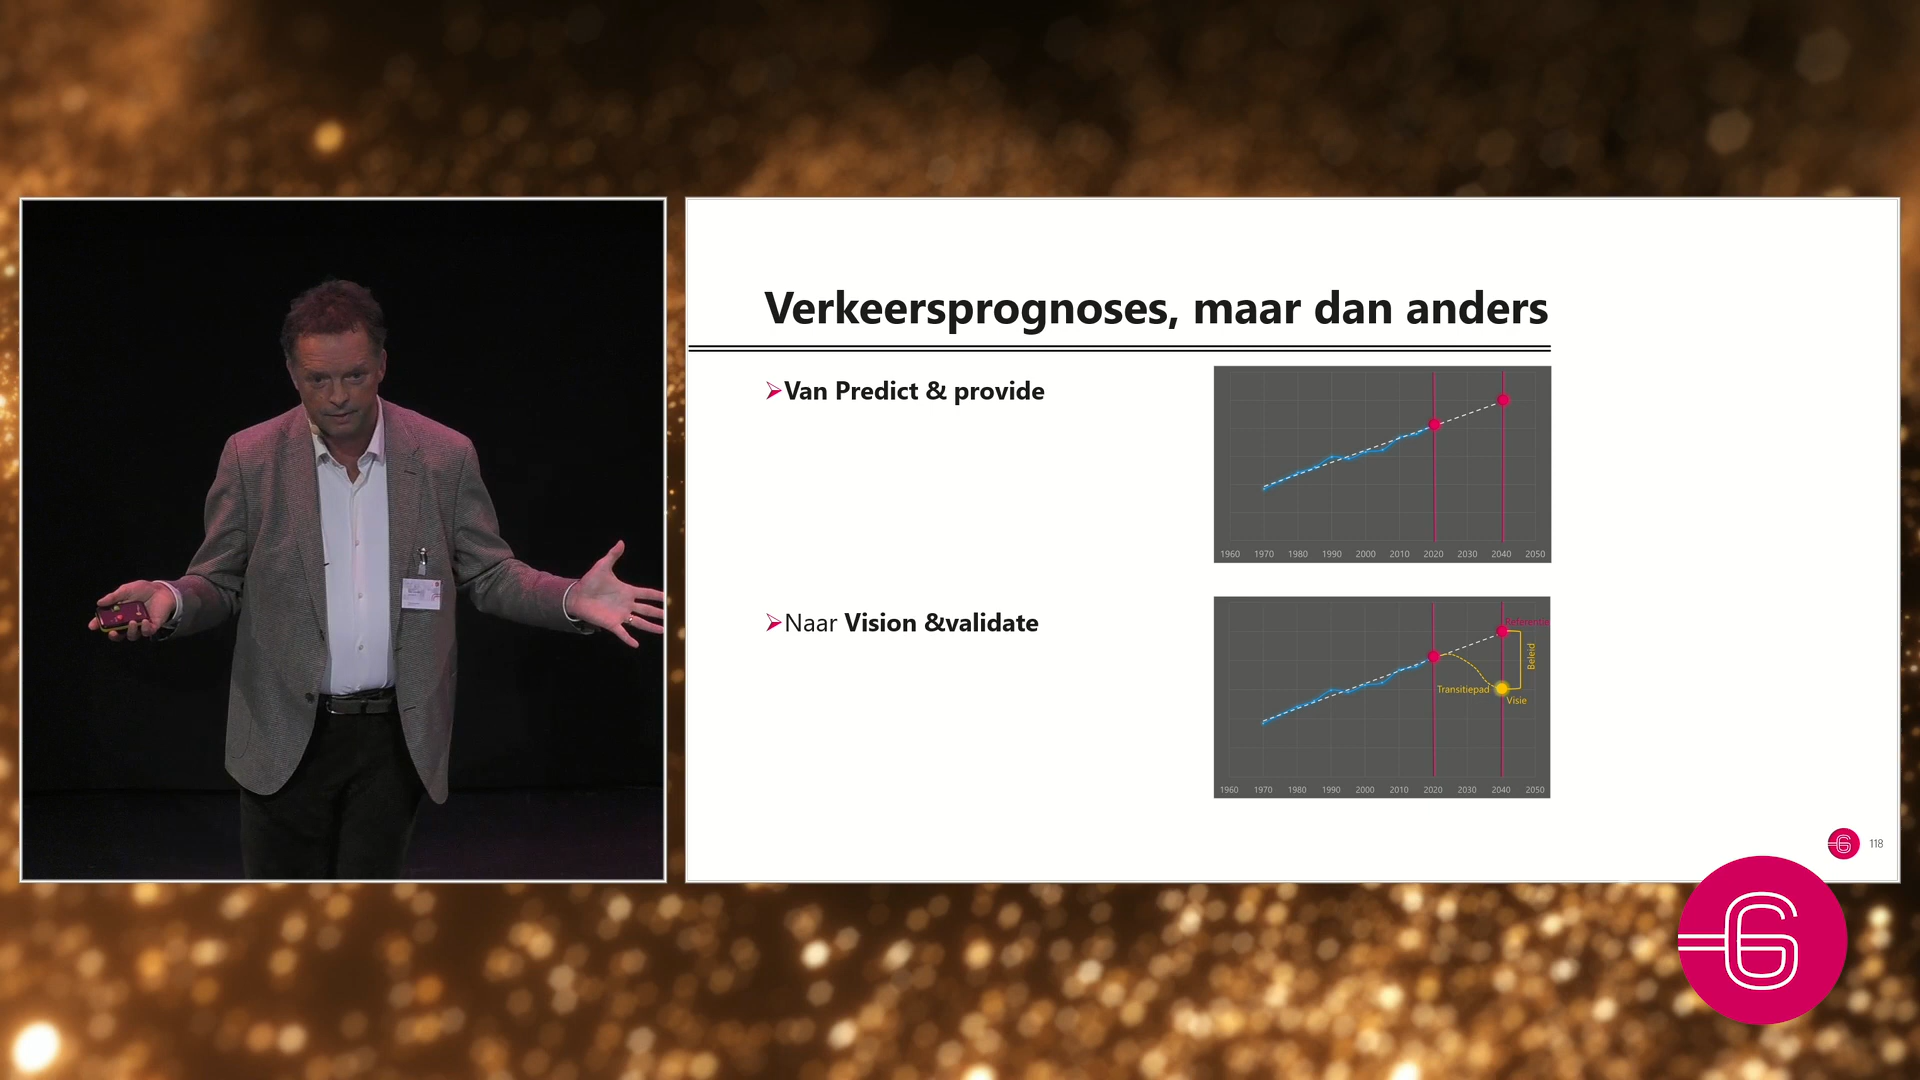 Verkeersprognoses, maar dan anders
➢Van Predict & provide
1960 1970 1980 1990 2000 2010 2020 2030 2040 2050
➢Naar Vision &validate
Referentie
Beleid
Transitiepad
Visie
1960 1970 1980 1990 2000 2010 2020 2030 2040 2050
118